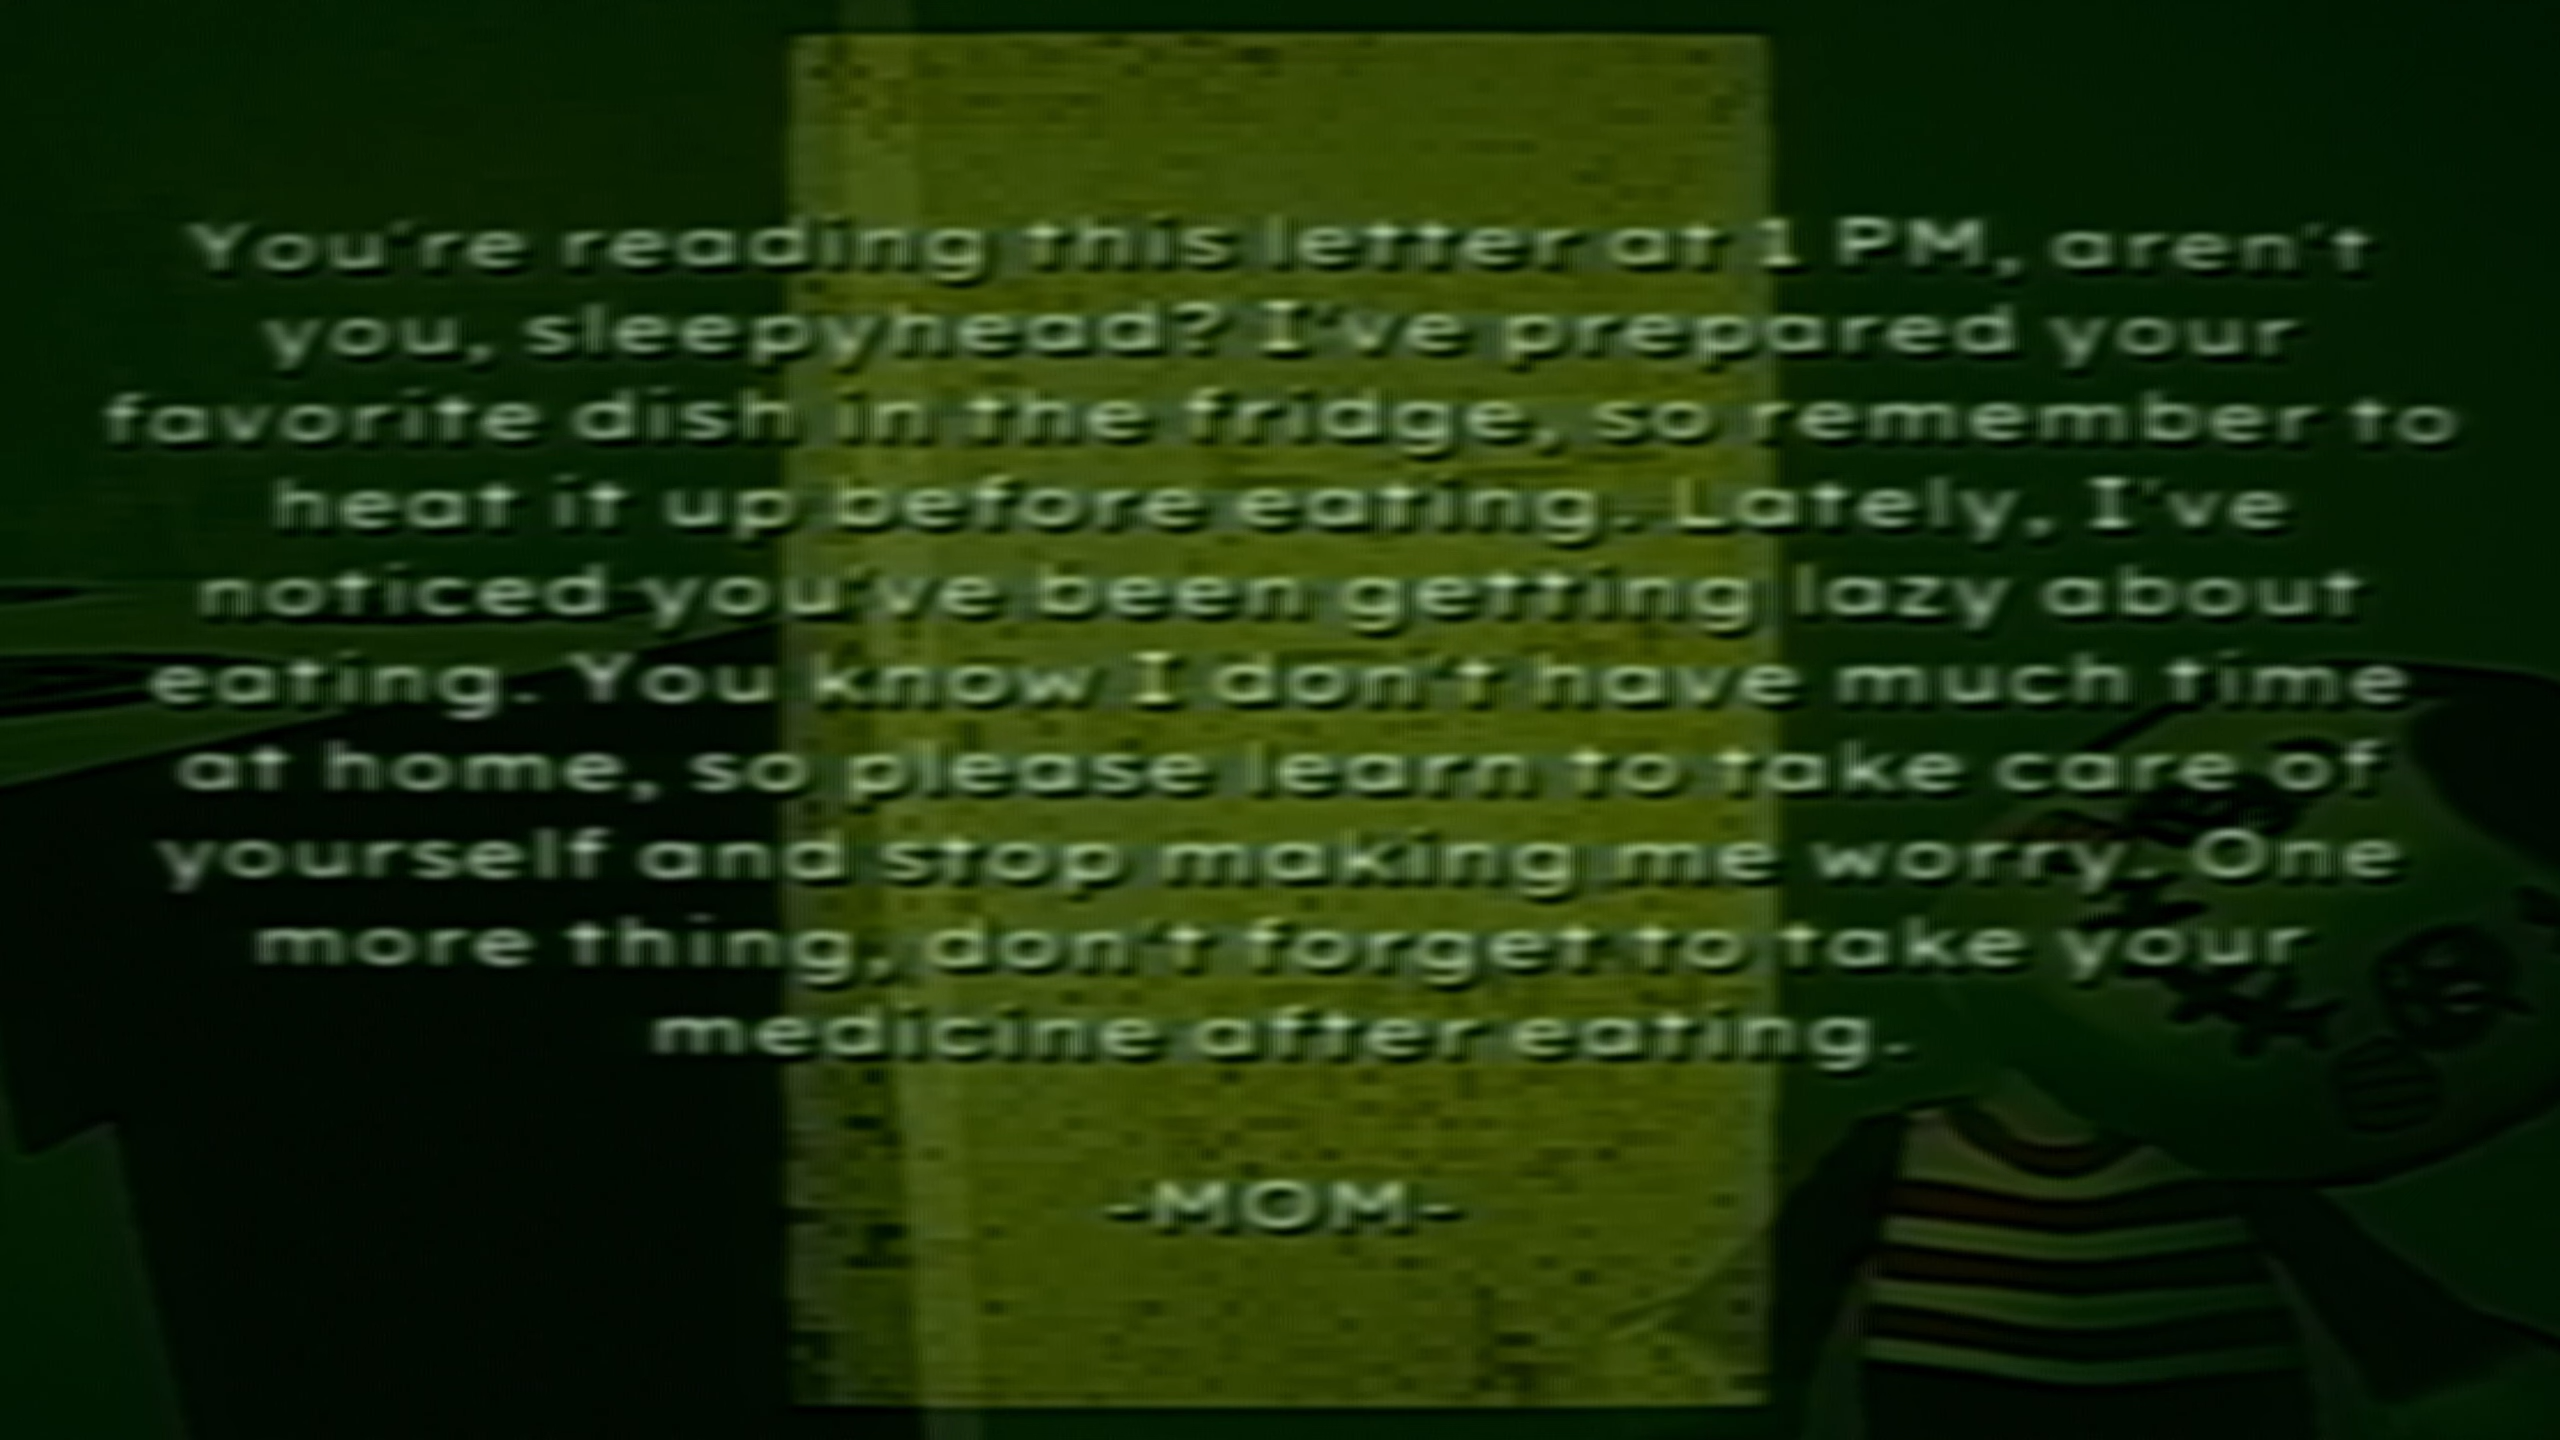 You're reading this letter at 1 PM, aren't
you, sleepyhead? I've prepared your
favorite dish in the fridge, so remember to
heat it up before eating. Lately, I've
noticed you've been getting lazy about
eating. You know I don't have much time
at home, so please learn to take care of
yourself and stop making me worry. One
more thing, don't forget to take your
medicine after eating.
-MOM-